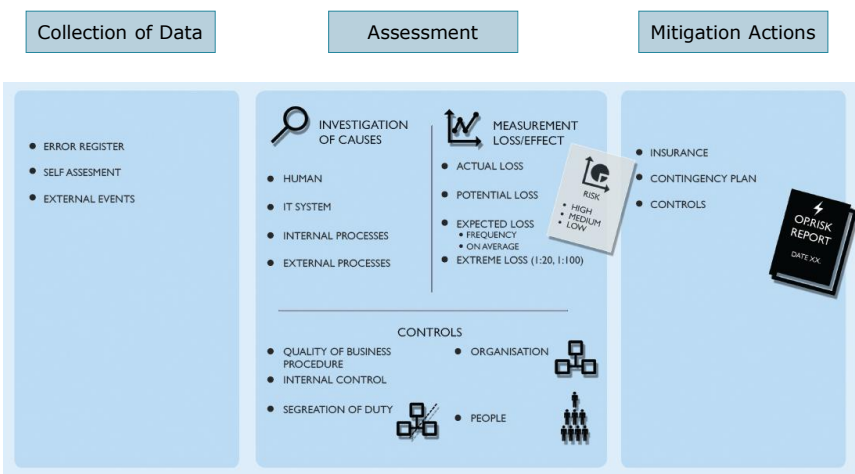 Collection of Data
Assessment
Mitigation Actions
ERROR REGISTER
SELF ASSESMENT
EXTERNAL EVENTS
INVESTIGATION
OF CAUSES
HUMAN
IT SYSTEM
INTERNAL PROCESSES
EXTERNAL PROCESSES
MEASUREMENT
LOSS/EFFECT
ACTUAL LOSS
POTENTIAL LOSS
EXPECTED LOSS
• FREQUENCY
• ON AVERAGE
EXTREME LOSS (1:20, 1:100)
RISK
• HIGH
• MEDIUM
• LOW
CONTROLS
QUALITY OF BUSINESS
PROCEDURE
INTERNAL CONTROL
SEGREATION OF DUTY
ORGANISATION
PEOPLE
INSURANCE
CONTINGENCY PLAN
CONTROLS
OP.RISK
REPORT
DATE XX.